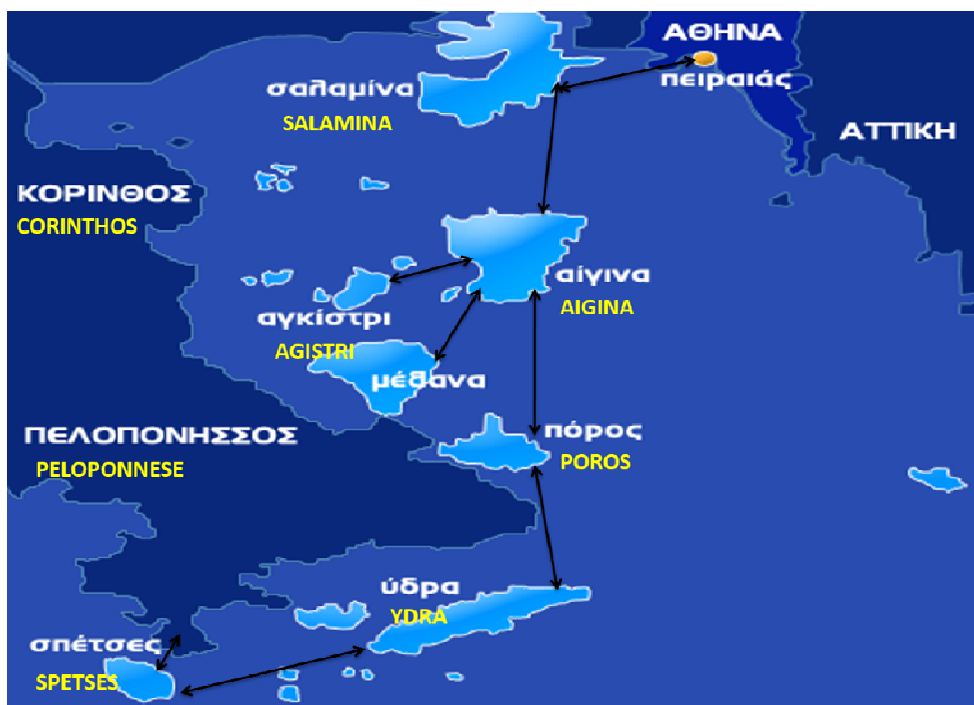 ΑΘΗΝΑ
πειραιάς
σαλαμίνα
SALAMINA
ΑΤΤΙΚΗ
ΚΟΡΙΝΘΟΣ
CORINTHOS
αίγινα
AIGINA
αγκίστρι
AGISTRI
μέθανα
ΠΕΛΟΠΟΝΗΣΣΟΣ
PELOPONNESE
πόρος
POROS
ύδρα
YDRA
σπέτσες
SPETSES